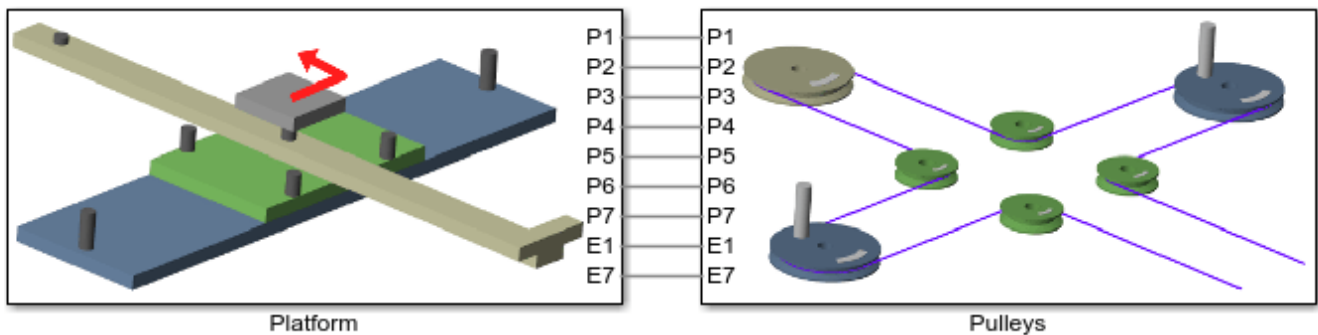 P1 P1
P2 P2
P3 P3
P4 P4
P5 P5
P6 P6
P7 P7
E1 E1
E7 E7
Platform Pulleys